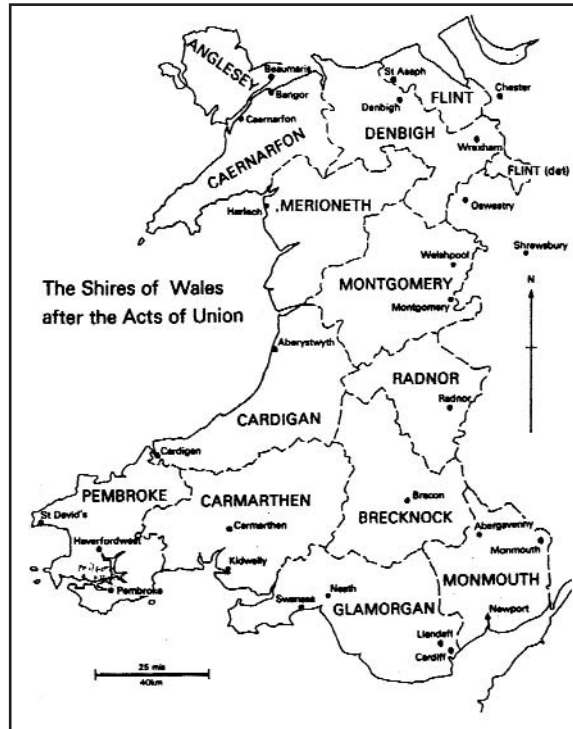 ANGLESEY
Beaumaris
Bangor
Caernarfon
CAERNARFON
St Asaph
FLINT
Chester
Denbigh
DENBIGH
Wrexham
FLINT (det)
Harlech
MERIONETH
Oswestry
Shrewsbury
Welshpool
MONTGOMERY
Montgomery
N
The Shires of Wales
after the Acts of Union
Aberystwyth
RADNOR
Radnor
CARDIGAN
Cardigan
PEMBROKE
St David's
CARMARTHEN
Carmarthen
Haverfordwest
Pembroke
Kidwelly
Brecon
BRECKNOCK
Abergavenny
Monmouth
MONMOUTH
Newport
Swansea
Neath
GLAMORGAN
Llandaff
Cardiff
25 mls
40km